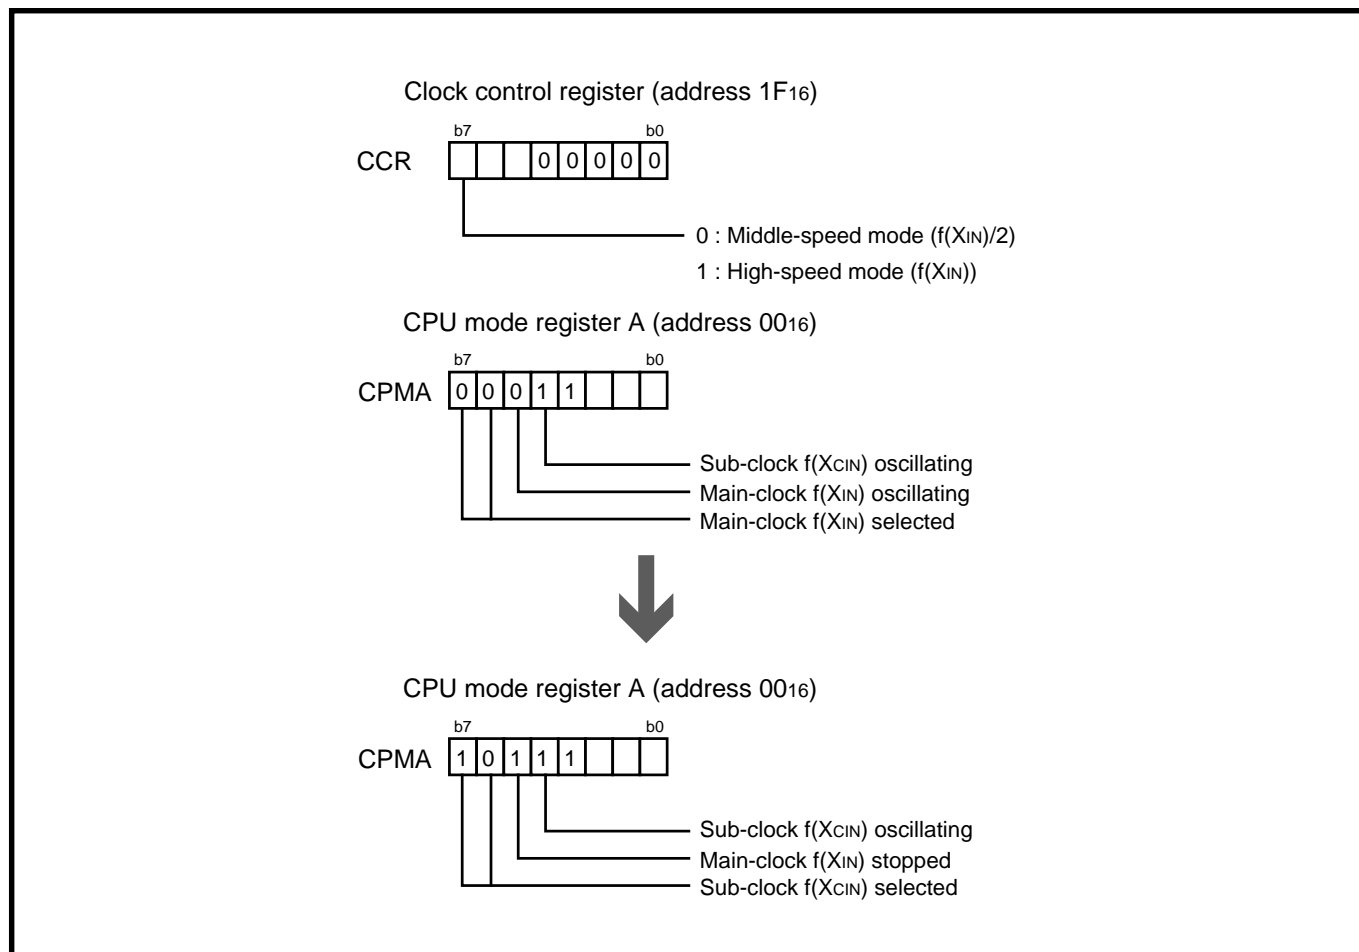 Clock control register (address 1F16)
b7 b0
CCR 0 0 0 0 0
0 : Middle-speed mode (f(XIN)/2)
1 : High-speed mode (f(XIN))
CPU mode register A (address 0016)
b7 b0
CPMA 0 0 0 1 1
Sub-clock f(XCIN) oscillating
Main-clock f(XIN) oscillating
Main-clock f(XIN) selected
CPU mode register A (address 0016)
b7 b0
CPMA 1 0 1 1 1
Sub-clock f(XCIN) oscillating
Main-clock f(XIN) stopped
Sub-clock f(XCIN) selected